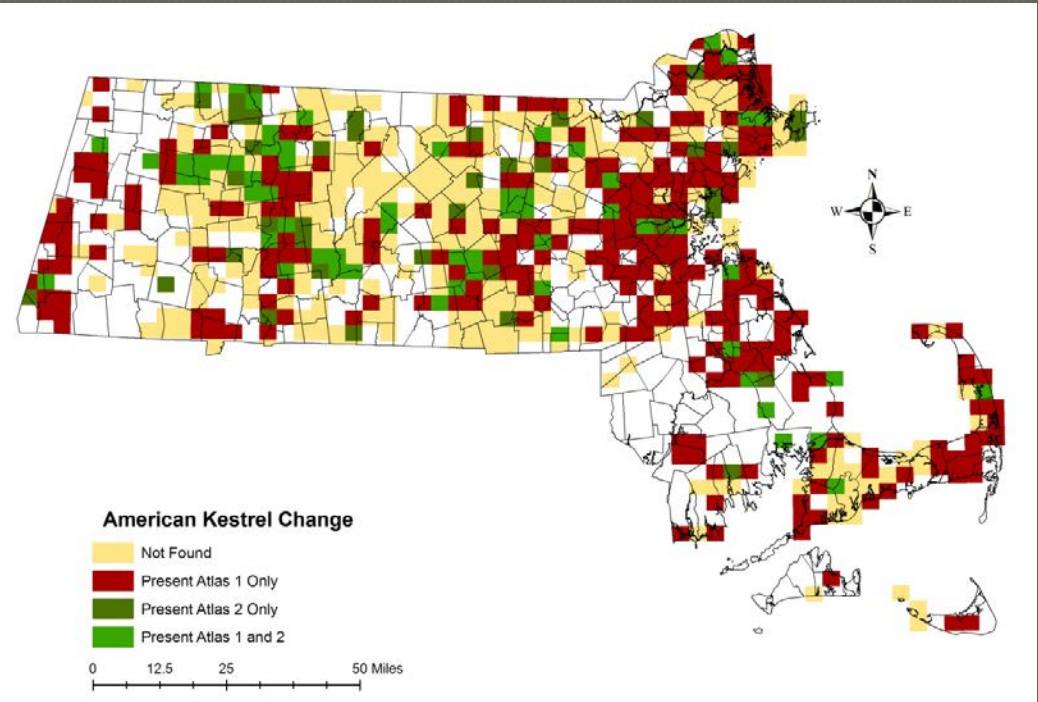 N
W E
S
American Kestrel Change
Not Found
Present Atlas 1 Only
Present Atlas 2 Only
Present Atlas 1 and 2
0 12.5 25 50 Miles